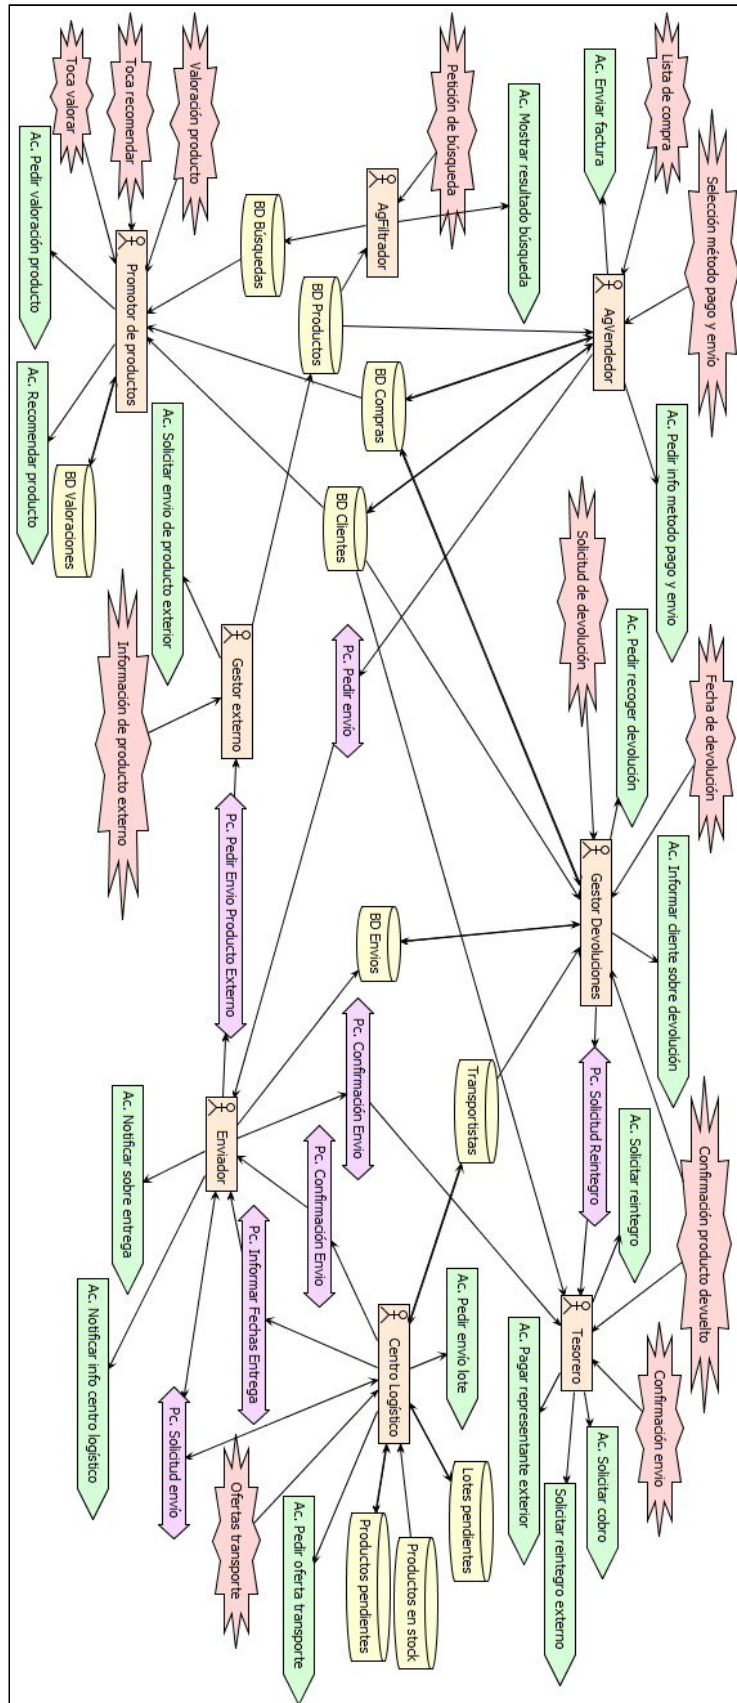 Lista de compra
Selección método pago y envío
Ac. Enviar factura
AgVendedor
Ac. Pedir info metodo pago y envio
Petición de búsqueda
Ac. Mostrar resultado búsqueda
AgFiltrador
BD Búsquedas
BD Productos
BD Compras
BD Clientes
Valoración producto
Toca recomendar
Toca valorar
Promotor de productos
Ac. Pedir valoración producto
Ac. Recomendar producto
BD Valoraciones
Ac. Solicitar envio de producto exterior
Información de producto externo
Gestor externo
Pc. Pedir envío
Pc. Pedir Envio Producto Externo
Solicitud de devolución
Ac. Pedir recoger devolución
Fecha de devolución
Gestor Devoluciones
Ac. Informar cliente sobre devolución
BD Envios
Transportistas
Pc. Solicitud Reintegro
Confirmación producto devuelto
Ac. Solicitar reintegro
Tesorero
Confirmación envio
Ac. Pagar representante exterior
Ac. Solicitar cobro
Solicitar reintegro externo
Pc. Confirmación Envio
Pc. Confirmación Envio
Enviador
Ac. Notificar sobre entrega
Ac. Notificar info centro logístico
Pc. Informar Fechas Entrega
Pc. Solicitud envío
Centro Logístico
Ac. Pedir envío lote
Lotes pendientes
Productos en stock
Productos pendientes
Ofertas transporte
Ac. Pedir oferta transporte